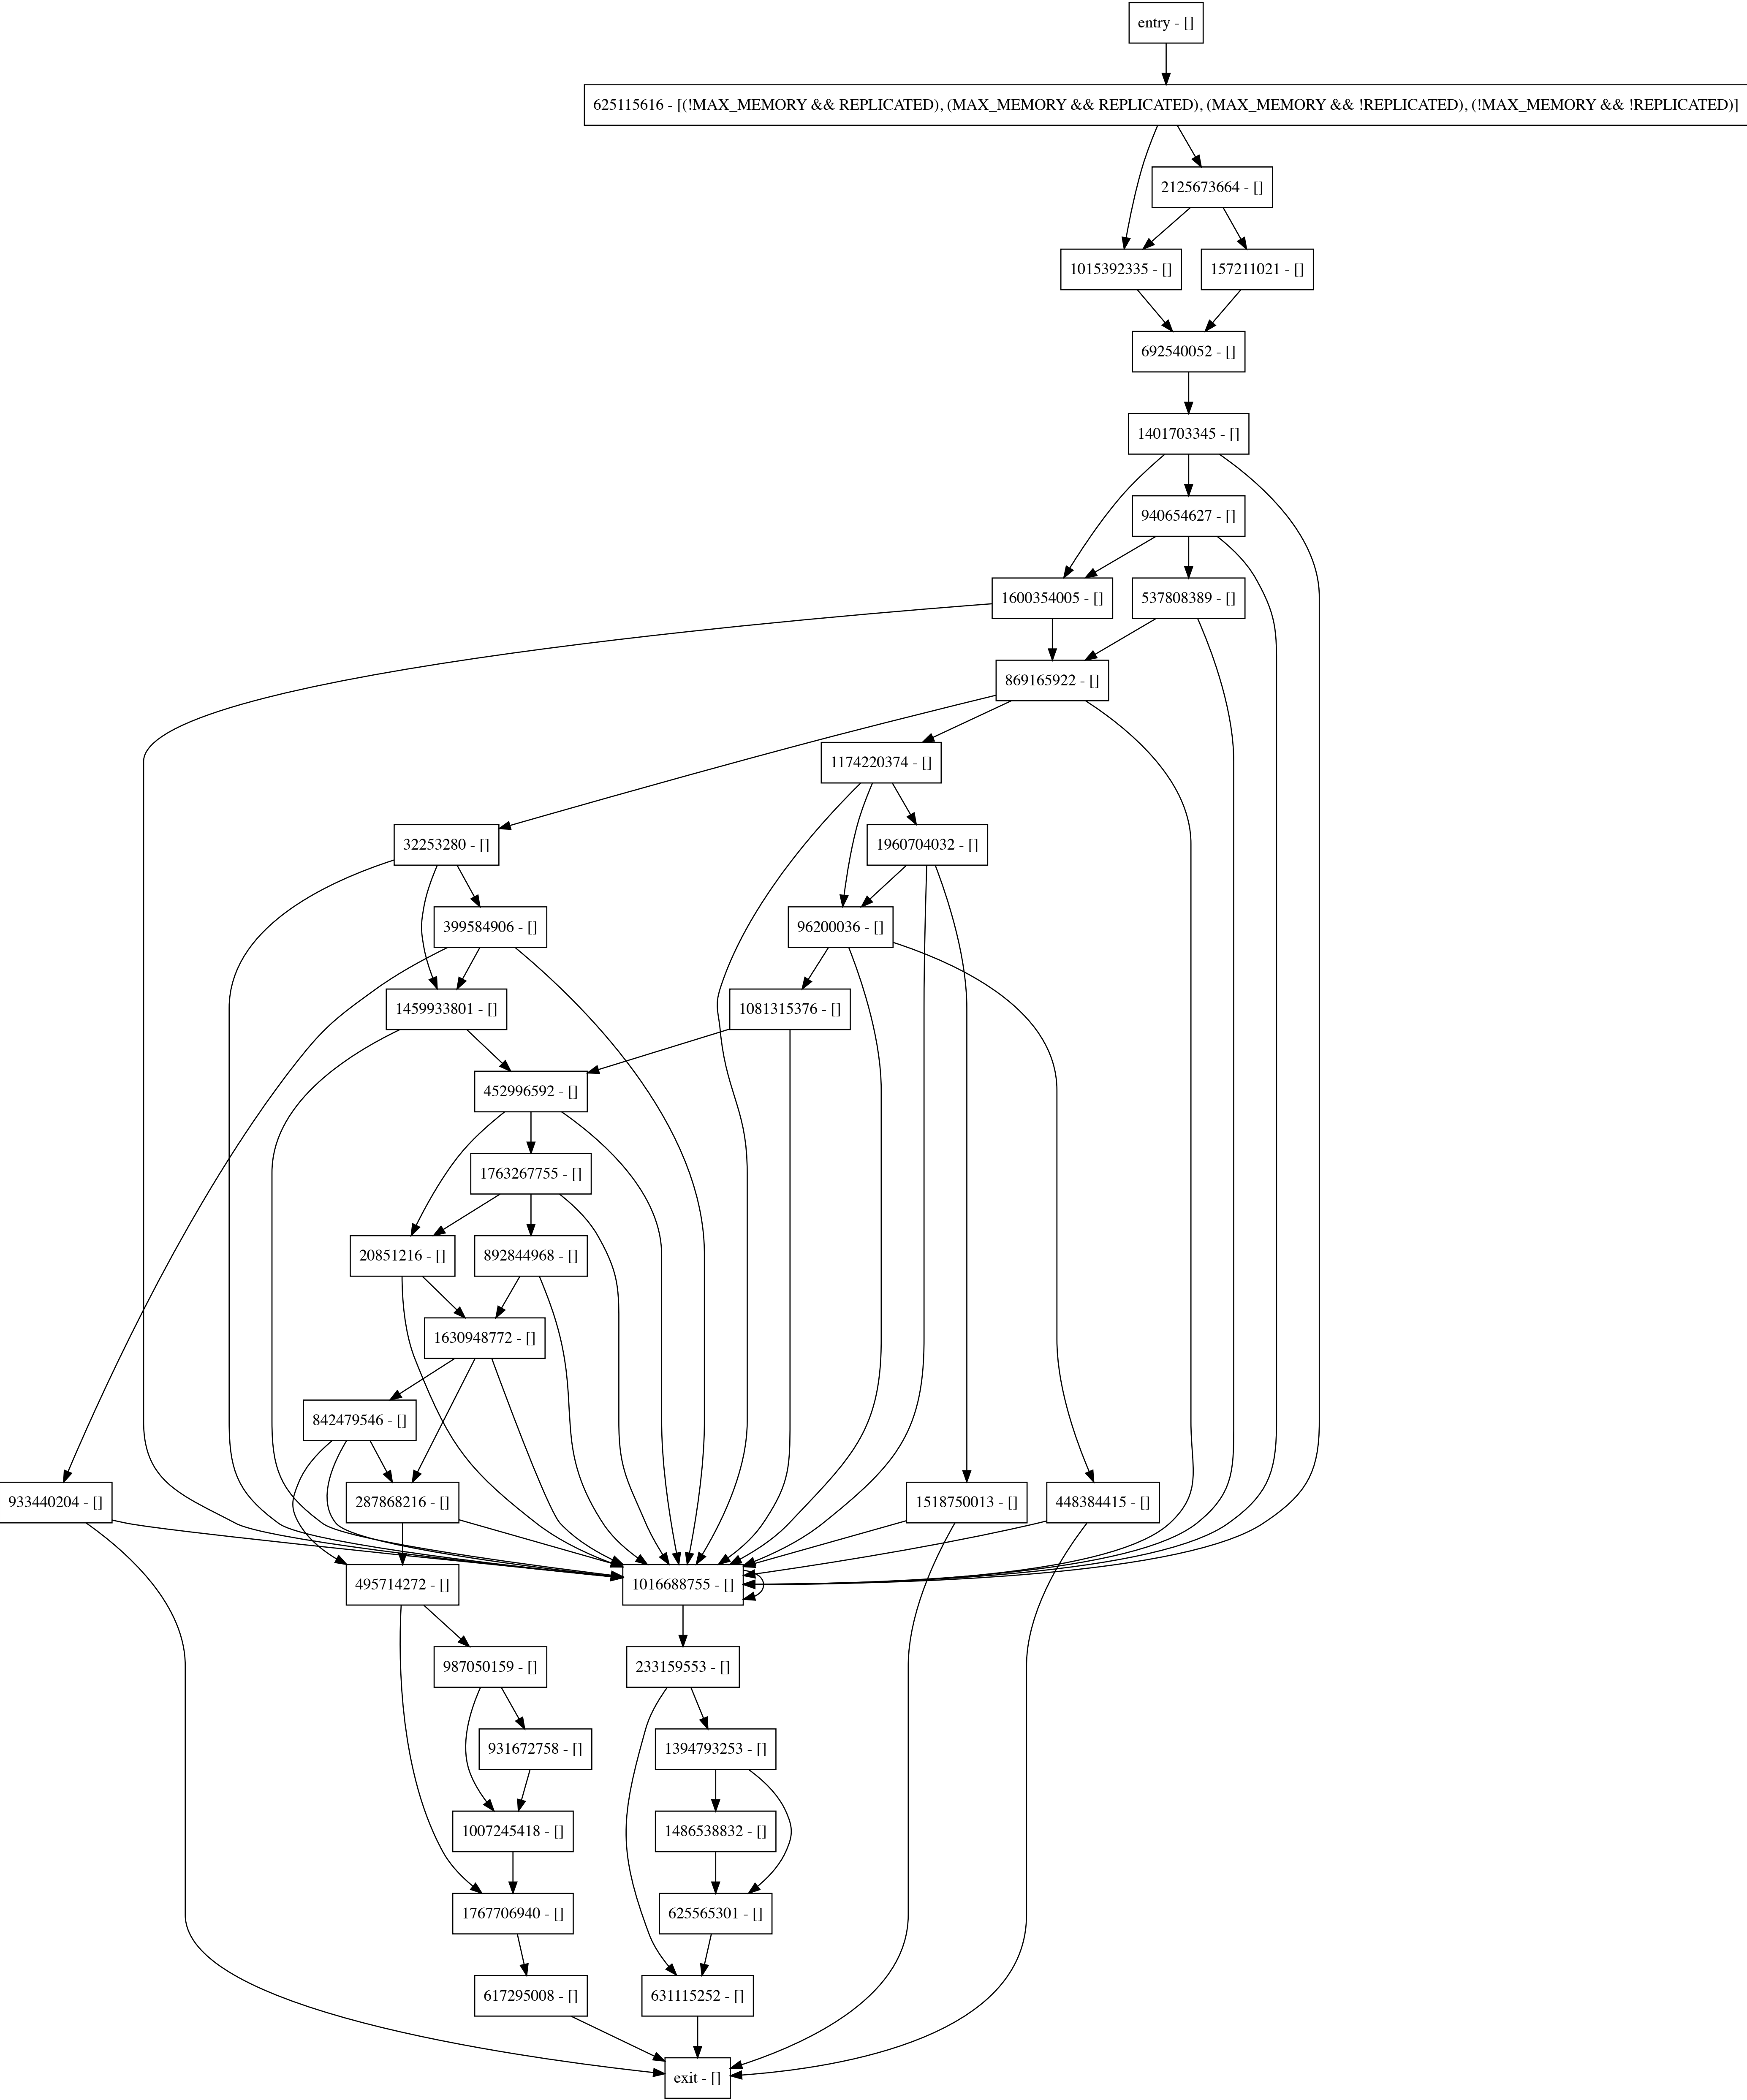 entry - []
625115616 - [(!MAX_MEMORY && REPLICATED), (MAX_MEMORY && REPLICATED), (MAX_MEMORY && !REPLICATED), (!MAX_MEMORY && !REPLICATED)]
2125673664 - []
1015392335 - []
157211021 - []
692540052 - []
1401703345 - []
940654627 - []
1600354005 - []
537808389 - []
869165922 - []
1174220374 - []
32253280 - []
1960704032 - []
399584906 - []
96200036 - []
1459933801 - []
1081315376 - []
452996592 - []
1763267755 - []
20851216 - []
892844968 - []
1630948772 - []
842479546 - []
933440204 - []
287868216 - []
1518750013 - []
448384415 - []
495714272 - []
1016688755 - []
987050159 - []
233159553 - []
931672758 - []
1394793253 - []
1007245418 - []
1486538832 - []
1767706940 - []
625565301 - []
617295008 - []
631115252 - []
exit - []